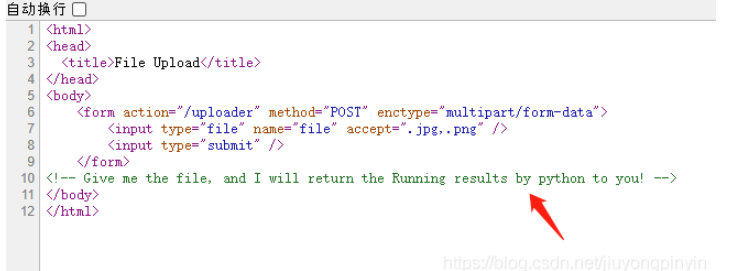 自动换行
1 <html>
2 <head>
3 <title>File Upload</title>
4 </head>
5 <body>
6 <form action="/uploader" method="POST" enctype="multipart/form-data">
7 <input type="file" name="file" accept=".jpg,.png" />
8 <input type="submit" />
9 </form>
10 <!-- Give me the file, and I will return the Running results by python to you! -->
11 </body>
12 </html>
https://blog.csdn.net/jiuyongpinyin